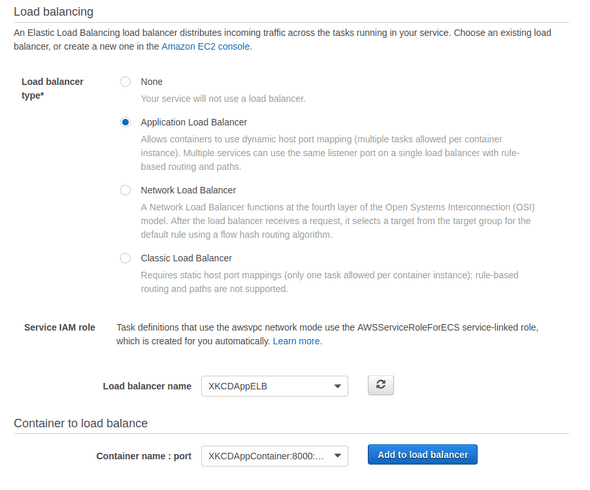 Load balancing
An Elastic Load Balancing load balancer distributes incoming traffic across the tasks running in your service. Choose an existing load
balancer, or create a new one in the Amazon EC2 console.
Load balancer
type*
None
Your service will not use a load balancer.
Application Load Balancer
Allows containers to use dynamic host port mapping (multiple tasks allowed per container
instance). Multiple services can use the same listener port on a single load balancer with rule-
based routing and paths.
Network Load Balancer
A Network Load Balancer functions at the fourth layer of the Open Systems Interconnection (OSI)
model. After the load balancer receives a request, it selects a target from the target group for the
default rule using a flow hash routing algorithm.
Classic Load Balancer
Requires static host port mappings (only one task allowed per container instance); rule-based
routing and paths are not supported.
Service IAM role
Task definitions that use the awsvpc network mode use the AWSServiceRoleForECS service-linked role,
which is created for you automatically. Learn more.
Load balancer name XKCDAppELB
Container to load balance
Container name : port XKCDAppContainer:8000:... Add to load balancer